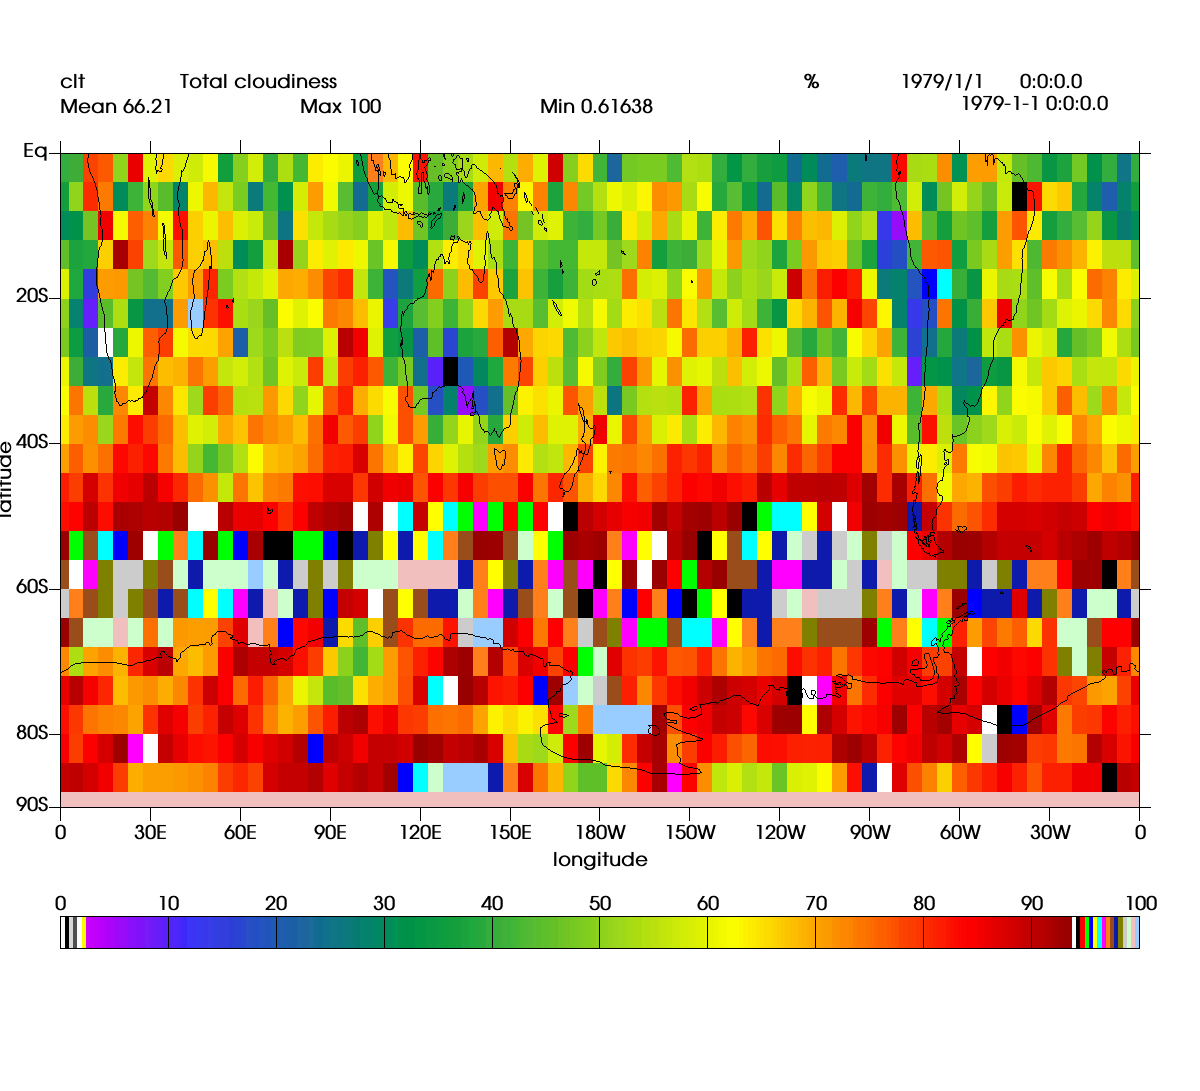 clt Total cloudiness % 1979/1/1 0:0:0.0
Mean 66.21 Max 100 Min 0.61638 1979-1-1 0:0:0.0
Eq
20S
40S
60S
80S
90S
latitude
0 30E 60E 90E 120E 150E 180W 150W 120W 90W 60W 30W 0
longitude
0 10 20 30 40 50 60 70 80 90 100